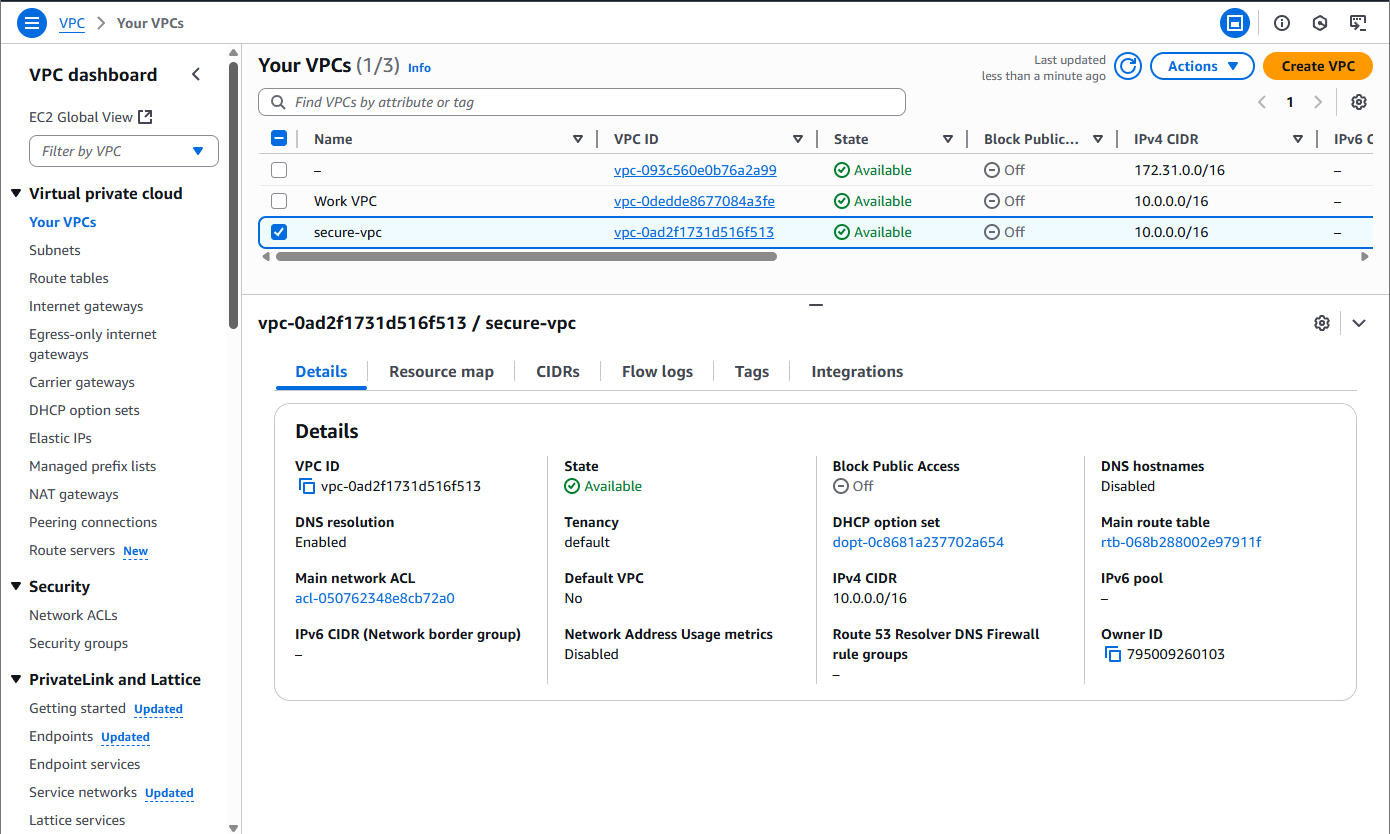 VPC > Your VPCs
VPC dashboard
EC2 Global View
Filter by VPC
Virtual private cloud
Your VPCs
Subnets
Route tables
Internet gateways
Egress-only internet
gateways
Carrier gateways
DHCP option sets
Elastic IPs
Managed prefix lists
NAT gateways
Peering connections
Route servers New
Security
Network ACLs
Security groups
PrivateLink and Lattice
Getting started Updated
Endpoints Updated
Endpoint services
Service networks Updated
Lattice services
Your VPCs (1/3) Info
Last updated
less than a minute ago
Actions
Create VPC
Find VPCs by attribute or tag
1
Name VPC ID State Block Public... IPv4 CIDR IPv6 C
– vpc-093c560e0b76a2a99 Available Off 172.31.0.0/16 –
Work VPC vpc-0dedde8677084a3fe Available Off 10.0.0.0/16 –
secure-vpc vpc-0ad2f1731d516f513 Available Off 10.0.0.0/16 –
vpc-0ad2f1731d516f513 / secure-vpc
Details Resource map CIDRs Flow logs Tags Integrations
Details
VPC ID
vpc-0ad2f1731d516f513
State
Available
Block Public Access
Off
DNS hostnames
Disabled
DNS resolution
Enabled
Tenancy
default
DHCP option set
dopt-0c8681a237702a654
Main route table
rtb-068b288002e97911f
Main network ACL
acl-050762348e8cb72a0
Default VPC
No
IPv4 CIDR
10.0.0.0/16
IPv6 pool
–
IPv6 CIDR (Network border group)
–
Network Address Usage metrics
Disabled
Route 53 Resolver DNS Firewall
rule groups
–
Owner ID
795009260103